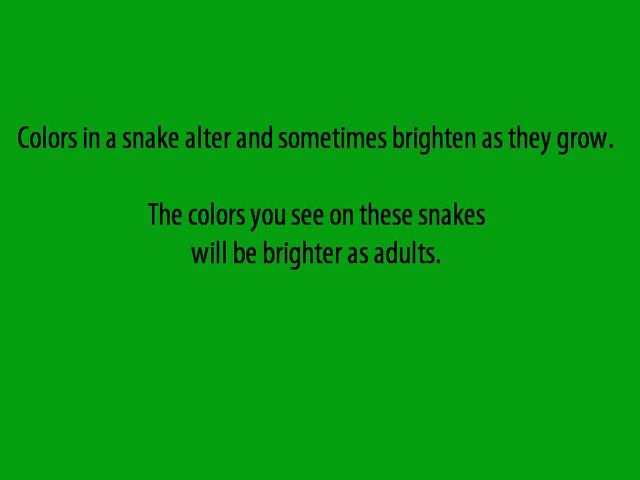 Colors in a snake alter and sometimes brighten as they grow.
The colors you see on these snakes
will be brighter as adults.